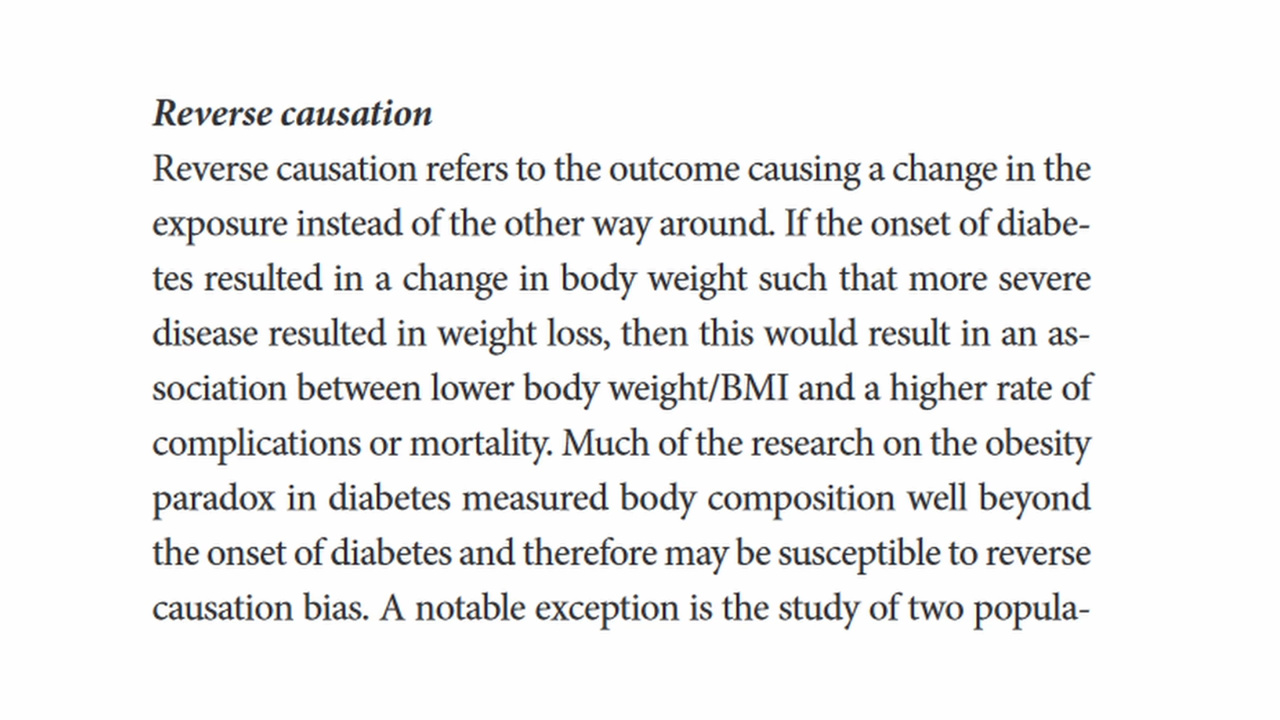 Reverse causation
Reverse causation refers to the outcome causing a change in the
exposure instead of the other way around. If the onset of diabe-
tes resulted in a change in body weight such that more severe
disease resulted in weight loss, then this would result in an as-
sociation between lower body weight/BMI and a higher rate of
complications or mortality. Much of the research on the obesity
paradox in diabetes measured body composition well beyond
the onset of diabetes and therefore may be susceptible to reverse
causation bias. A notable exception is the study of two popula-